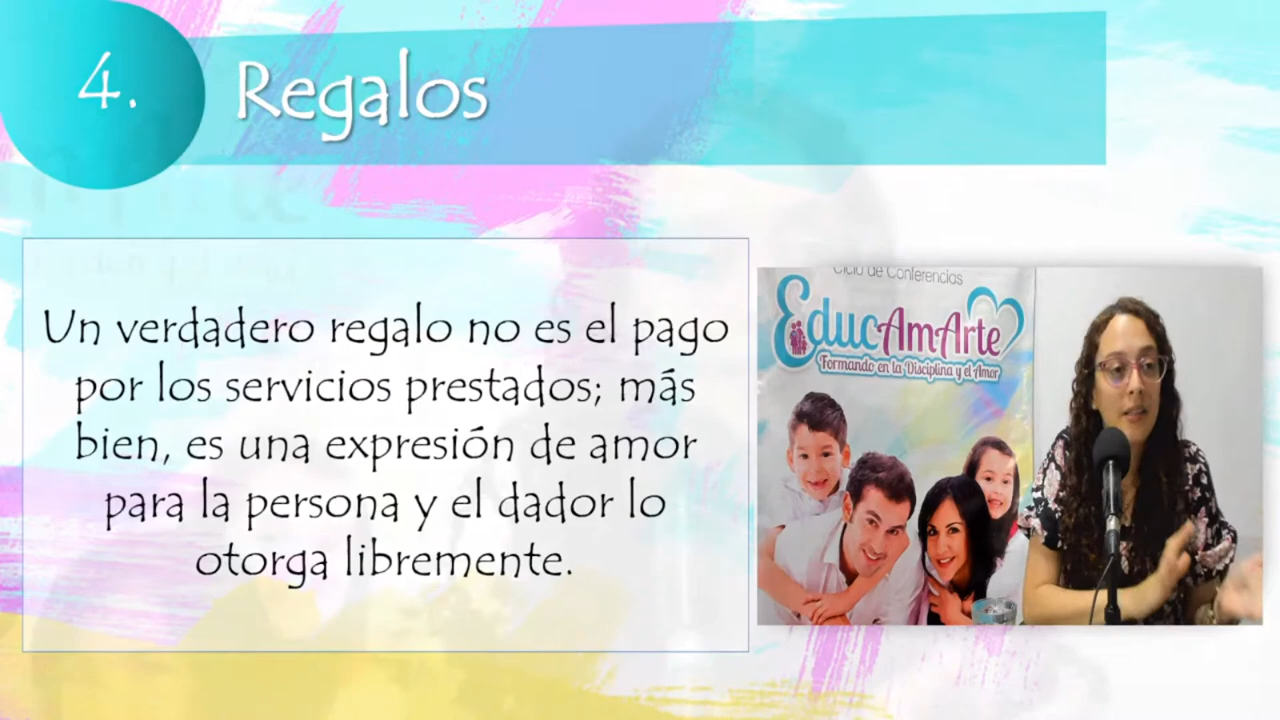 4.
Regalos
Un verdadero regalo no es el pago
por los servicios prestados; más
bien, es una expresión de amor
para la persona y el dador lo
otorga libremente.
Ciclo de Conferencias
EducAmArte
Formando en la Disciplina y el Amor